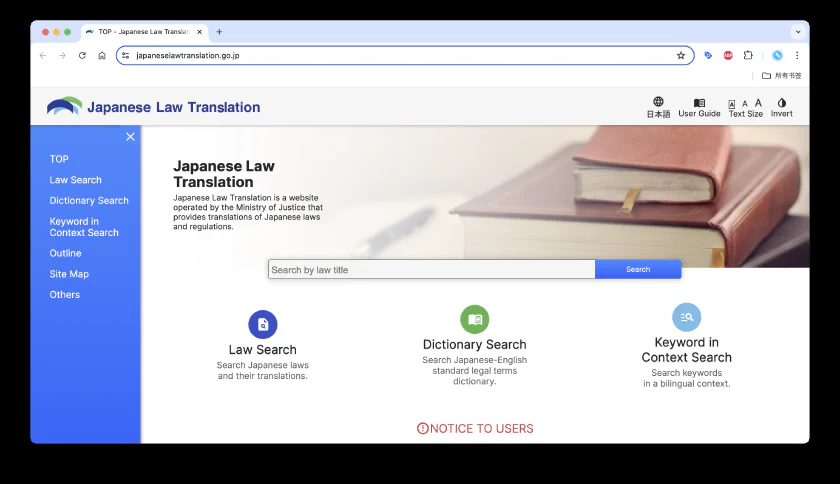 TOP - Japanese Law Translat
japaneselawtranslation.go.jp
ABP
所有书签
Japanese Law Translation
日本語
User Guide
A A A
Text Size
Invert
TOP
Law Search
Dictionary Search
Keyword in
Context Search
Outline
Site Map
Others
Japanese Law
Translation
Japanese Law Translation is a website
operated by the Ministry of Justice that
provides translations of Japanese laws
and regulations.
Search by law title
Search
Law Search
Search Japanese laws
and their translations.
Dictionary Search
Search Japanese-English
standard legal terms
dictionary.
Keyword in
Context Search
Search keywords
in a bilingual context.
NOTICE TO USERS